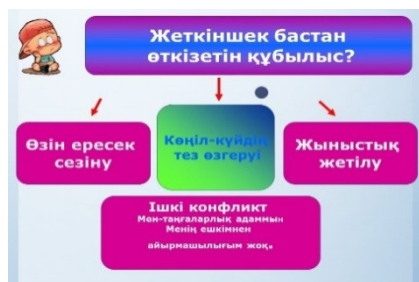 Жеткіншек бастан
өткізетін құбылыс?
Өзін ересек
сезіну
Көңіл-күйдің
тез өзгеруі
Жыныстық
жетілу
Ішкі конфликт
Мен-таңғаларлық адаммын
Менің ешкімнен
айырмашылығым жоқ.